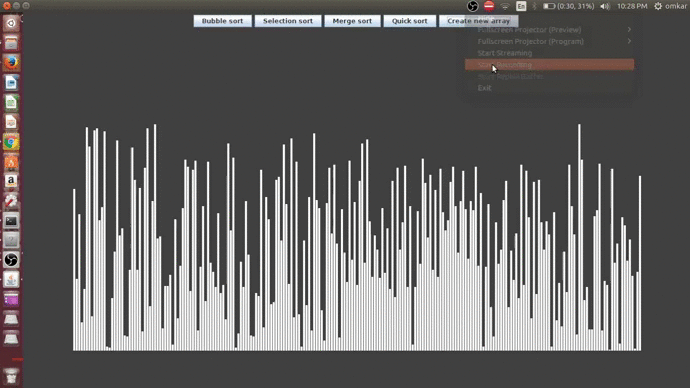 En (0:30, 31%) 10:28 PM omkar
Bubble sort Selection sort Merge sort Quick sort Create new array
Fullscreen Projector (Preview)
Fullscreen Projector (Program)
Start Streaming
Start Recording
Exit